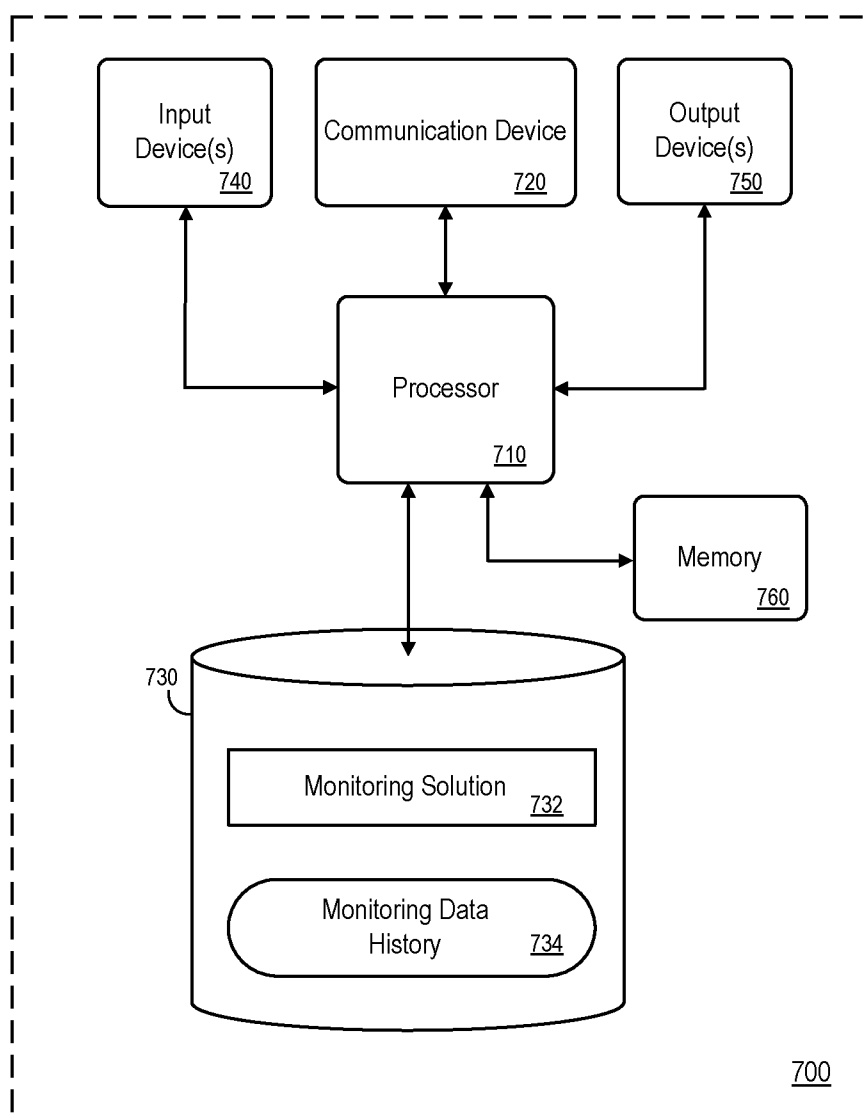 Input
Device(s)
740
Communication Device
720
Output
Device(s)
750
Processor
710
Memory
760
730
Monitoring Solution
732
Monitoring Data
History
734
700